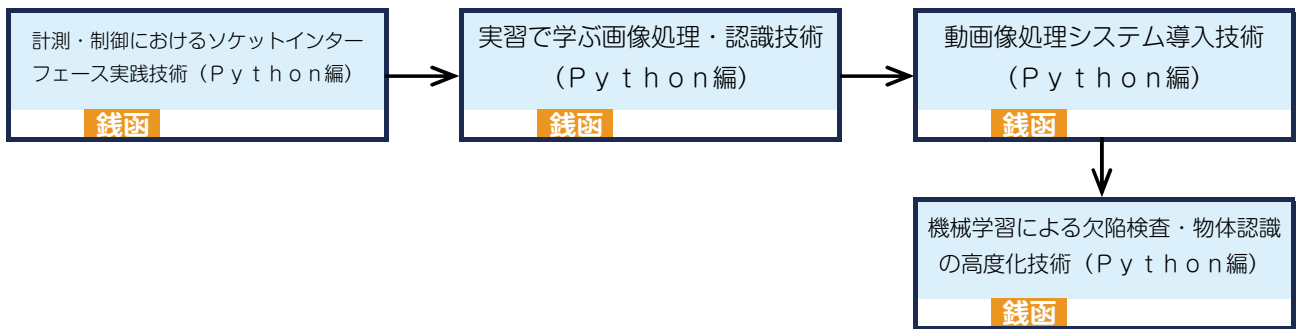 計測・制御におけるソケットインター
フェース実践技術（Ｐｙｔｈｏｎ編）
銭函
実習で学ぶ画像処理・認識技術
（Ｐｙｔｈｏｎ編）
銭函
動画像処理システム導入技術
（Ｐｙｔｈｏｎ編）
銭函
機械学習による欠陥検査・物体認識
の高度化技術（Ｐｙｔｈｏｎ編）
銭函